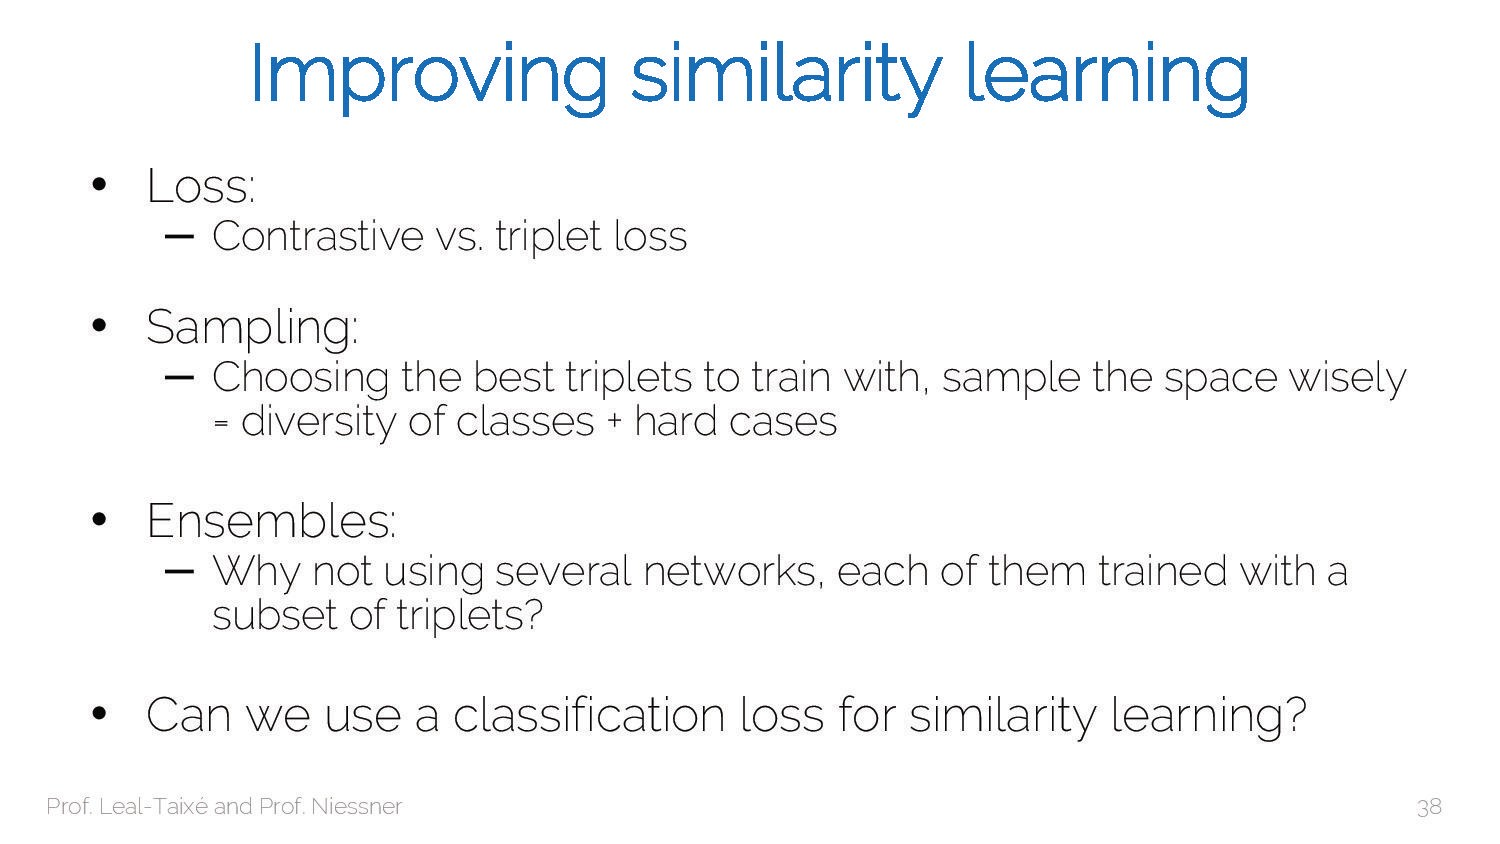 Improving similarity learning
• Loss:
– Contrastive vs. triplet loss
• Sampling:
– Choosing the best triplets to train with, sample the space wisely
= diversity of classes + hard cases
• Ensembles:
– Why not using several networks, each of them trained with a
subset of triplets?
• Can we use a classification loss for similarity learning?
Prof. Leal-Taixé and Prof. Niessner
38